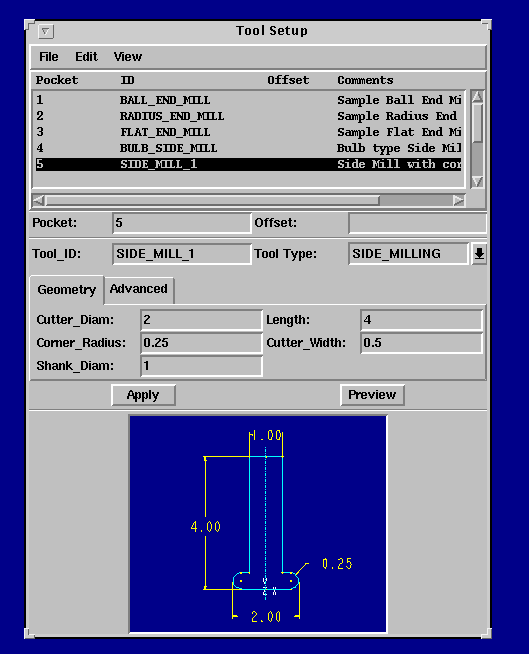 Tool Setup
File Edit View
Pocket ID Offset Comments
1 BALL_END_MILL Sample Ball End Mi
2 RADIUS_END_MILL Sample Radius End
3 FLAT_END_MILL Sample Flat End Mi
4 BULB_SIDE_MILL Bulb type Side Mil
5 SIDE_MILL_1 Side Mill with cor
Pocket: 5 Offset:
Tool_ID: SIDE_MILL_1 Tool Type: SIDE_MILLING
Geometry Advanced
Cutter_Diam: 2 Length: 4
Corner_Radius: 0.25 Cutter_Width: 0.5
Shank_Diam: 1
Apply Preview
1.00
4.00
0.25
Y
Z X
2.00